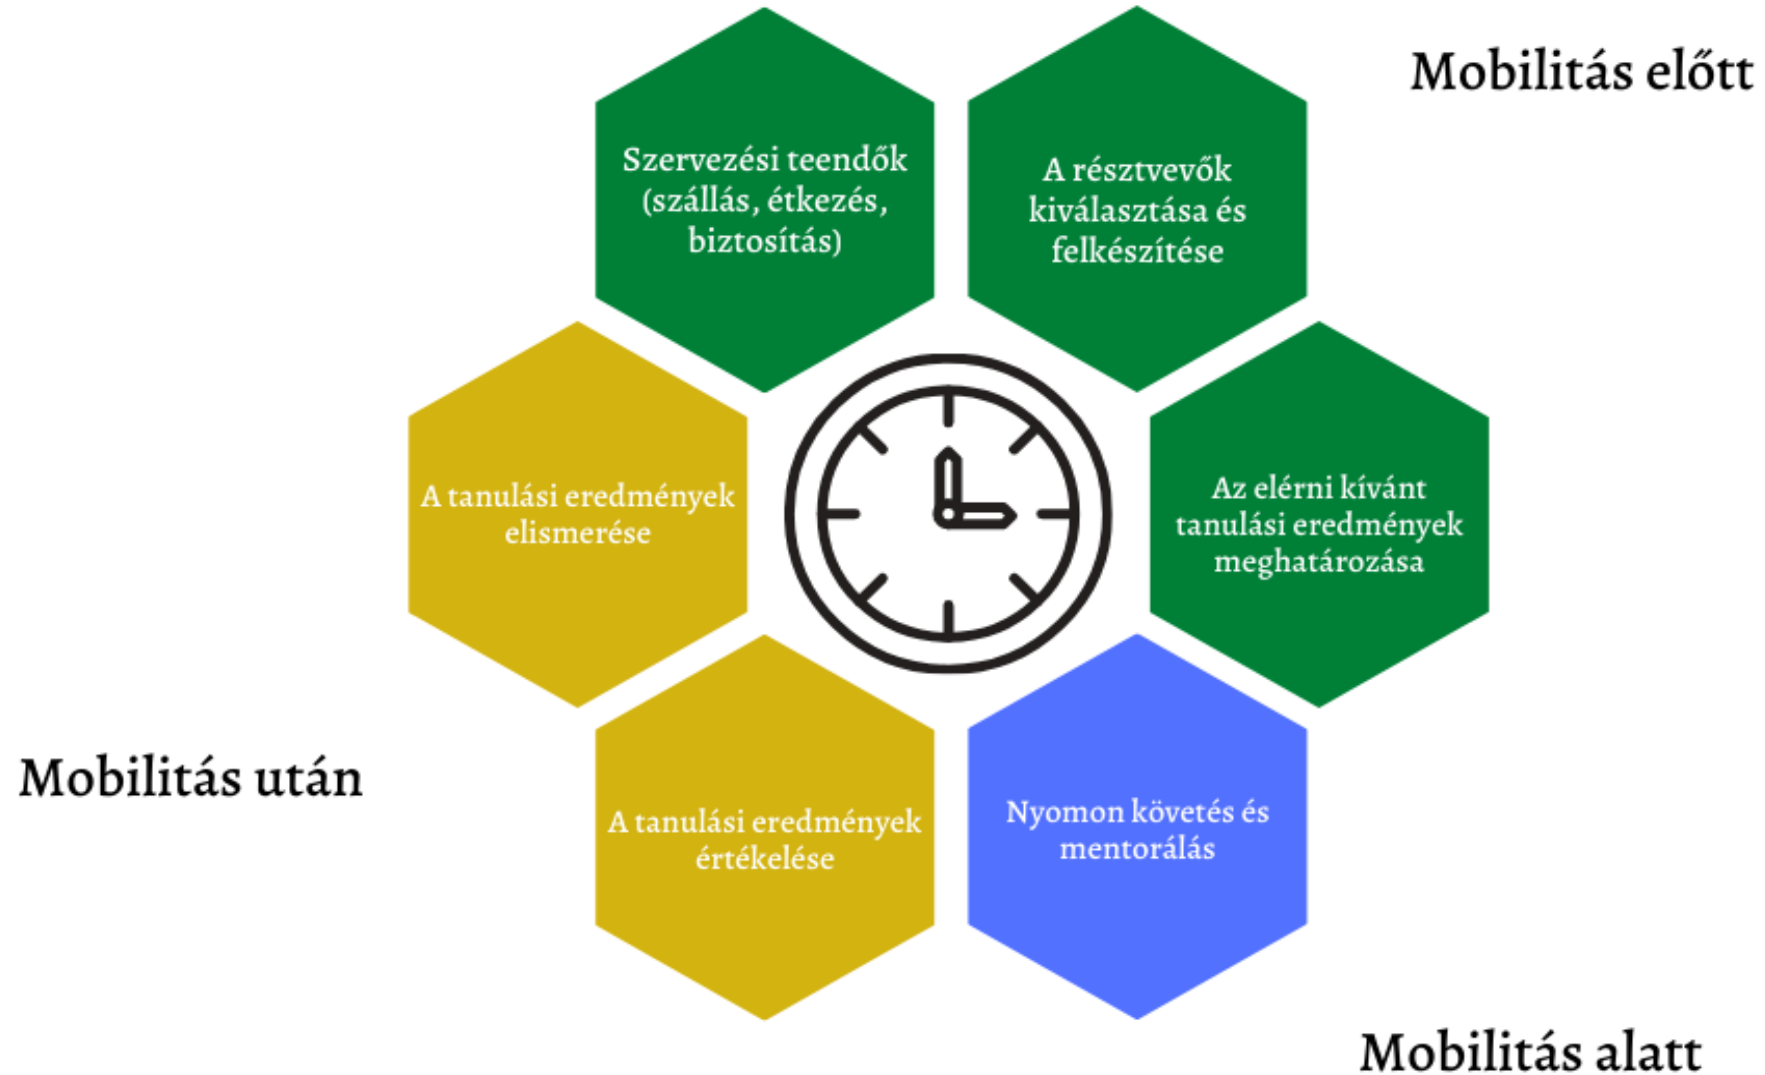 Mobilitás előtt
Szervezési teendők
(szállás, étkezés,
biztosítás)
A résztvevők
kiválasztása és
felkészítése
A tanulási eredmények
elismerése
Az elérni kívánt
tanulási eredmények
meghatározása
Mobilitás után
A tanulási eredmények
értékelése
Nyomon követés és
mentorálás
Mobilitás alatt